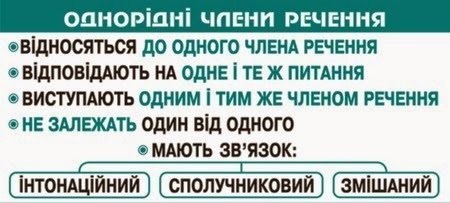 ОДНОРІДНІ ЧЛЕНИ РЕЧЕННЯ
• ВІДНОСЯТЬСЯ ДО ОДНОГО ЧЛЕНА РЕЧЕННЯ
• ВІДПОВІДАЮТЬ НА ОДНЕ І ТЕ Ж ПИТАННЯ
• ВИСТУПАЮТЬ ОДНИМ І ТИМ ЖЕ ЧЛЕНОМ РЕЧЕННЯ
• НЕ ЗАЛЕЖАТЬ ОДИН ВІД ОДНОГО
• МАЮТЬ ЗВ'ЯЗОК:
ІНТОНАЦІЙНИЙ СПОЛУЧНИКОВИЙ ЗМІШАНИЙ